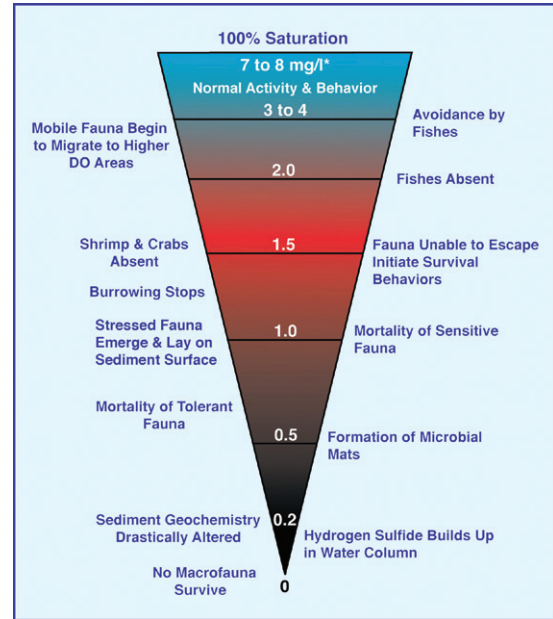 100% Saturation
7 to 8 mg/l*
Normal Activity & Behavior
3 to 4
Mobile Fauna Begin
to Migrate to Higher
DO Areas
Avoidance by
Fishes
2.0
Fishes Absent
Shrimp & Crabs
Absent
1.5
Fauna Unable to Escape
Initiate Survival
Behaviors
Burrowing Stops
Stressed Fauna
Emerge & Lay on
Sediment Surface
1.0
Mortality of Sensitive
Fauna
Mortality of Tolerant
Fauna
0.5
Formation of Microbial
Mats
Sediment Geochemistry
Drastically Altered
0.2
Hydrogen Sulfide Builds Up
in Water Column
No Macrofauna
Survive
0